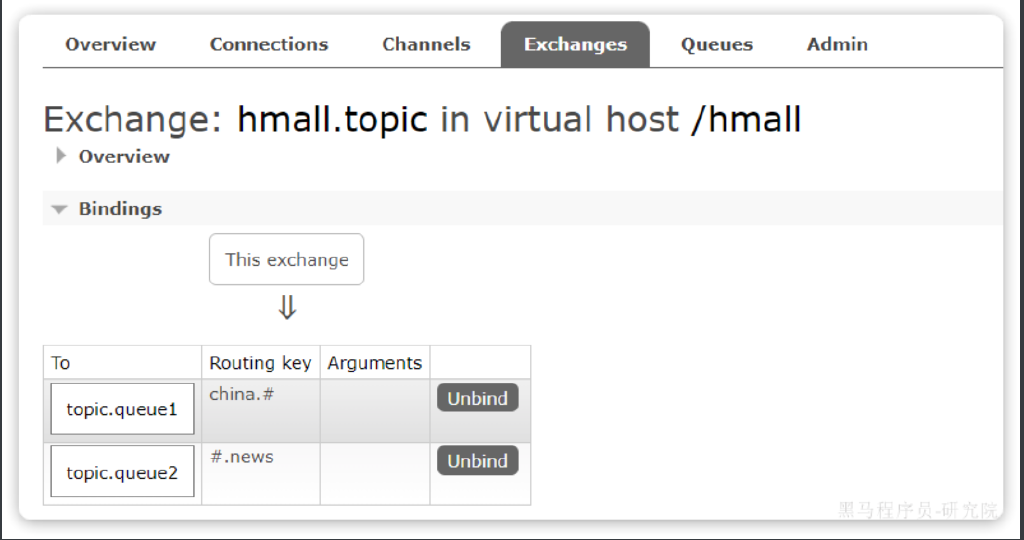 Overview Connections Channels Exchanges Queues Admin
Exchange: hmall.topic in virtual host /hmall
Overview
Bindings
This exchange
⇓
To Routing key Arguments
topic.queue1 china.# Unbind
topic.queue2 #.news Unbind
黑马程序员-研究院